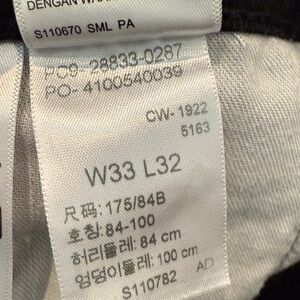 DENGAN
S110670 SML PA
PC9- 28833-0287
PO- 4100540039
CW- 1922
5163
W33 L32
尺码: 175/84B
호칭: 84-100
허리둘레: 84 cm
엉덩이둘레: 100 cm
S110782 AD